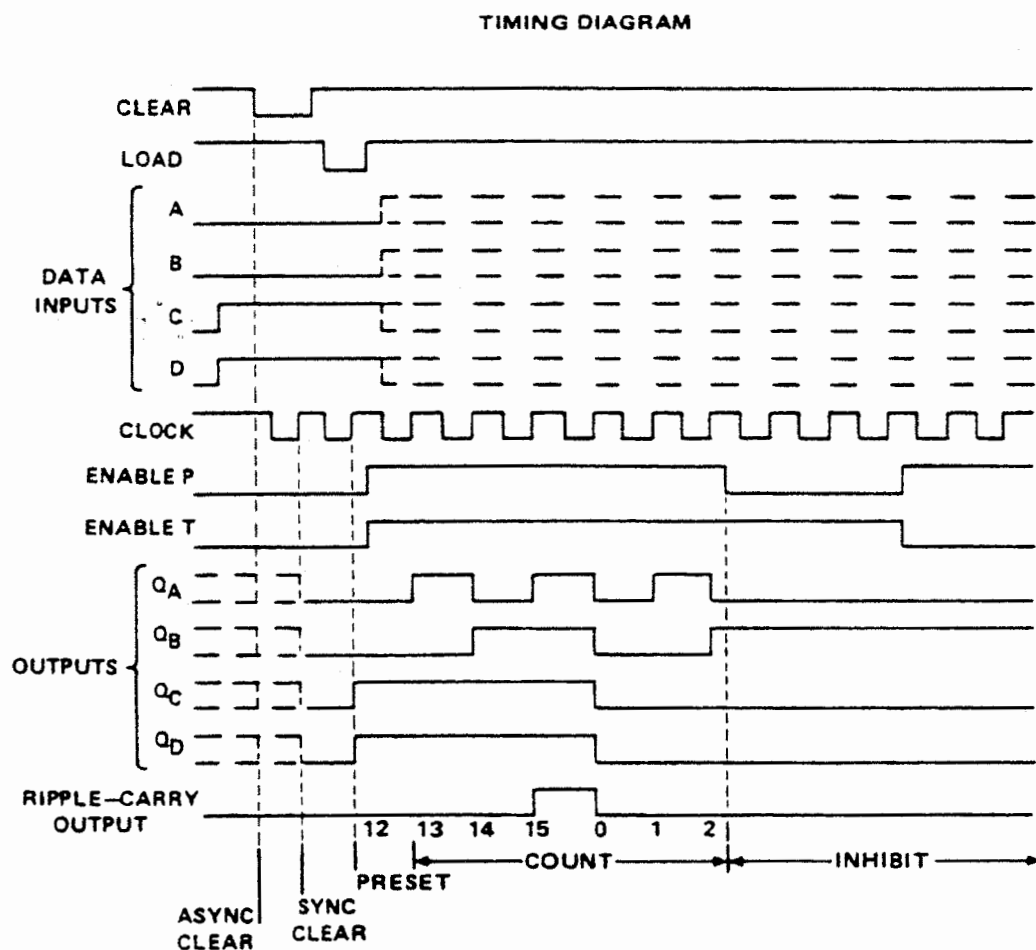 TIMING DIAGRAM
CLEAR
LOAD
A
B
DATA
INPUTS
C
D
CLOCK
ENABLE P
ENABLE T
QA
QB
OUTPUTS
QC
QD
RIPPLE–CARRY
OUTPUT
12 13 14 15 0 1 2
COUNT INHIBIT
PRESET
ASYNC
CLEAR
SYNC
CLEAR